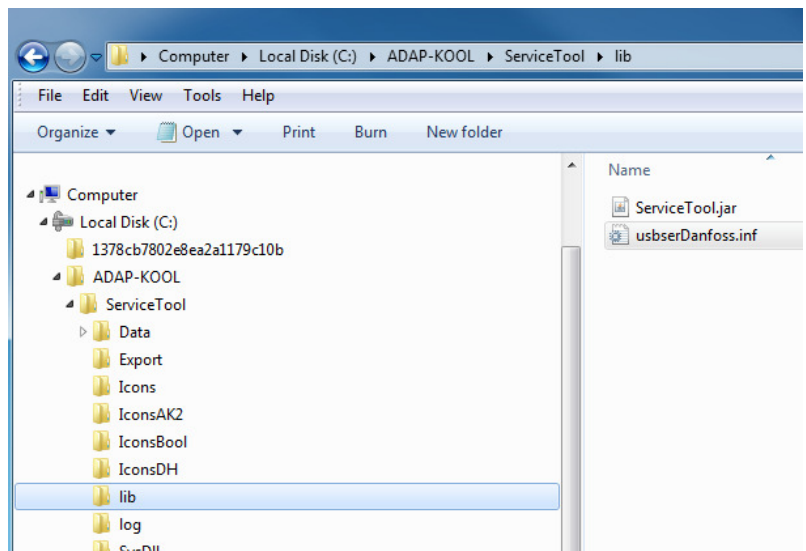 Computer Local Disk (C:) ADAP-KOOL ServiceTool lib
File Edit View Tools Help
Organize Open Print Burn New folder
Computer
Local Disk (C:)
1378cb7802e8ea2a1179c10b
ADAP-KOOL
ServiceTool
Data
Export
Icons
IconsAK2
IconsBool
IconsDH
lib
log
Name
ServiceTool.jar
usbserDanfoss.inf